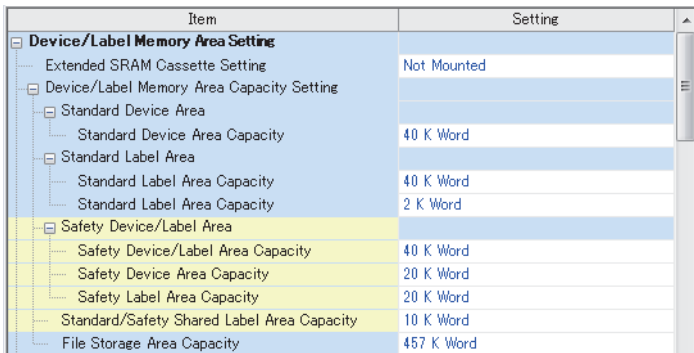 Item Setting
Device/Label Memory Area Setting
Extended SRAM Cassette Setting Not Mounted
Device/Label Memory Area Capacity Setting
Standard Device Area
Standard Device Area Capacity 40 K Word
Standard Label Area
Standard Label Area Capacity 40 K Word
Standard Label Area Capacity 2 K Word
Safety Device/Label Area
Safety Device/Label Area Capacity 40 K Word
Safety Device Area Capacity 20 K Word
Safety Label Area Capacity 20 K Word
Standard/Safety Shared Label Area Capacity 10 K Word
File Storage Area Capacity 457 K Word